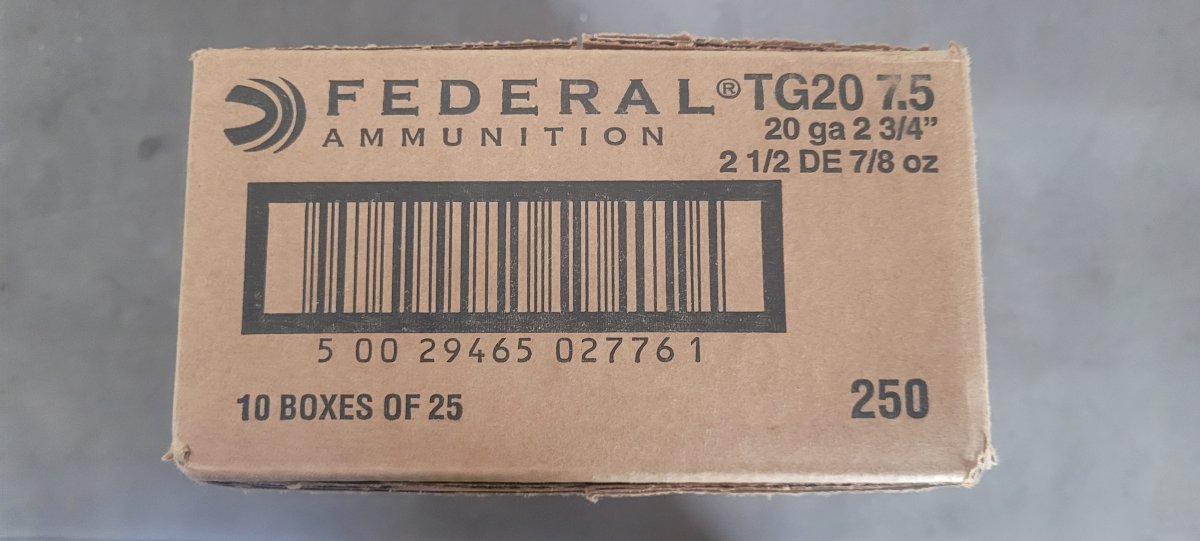 FEDERAL® TG20 7.5
AMMUNITION 20 ga 2 3/4”
2 1/2 DE 7/8 oz
5 00 29465 02776 1
10 BOXES OF 25 250